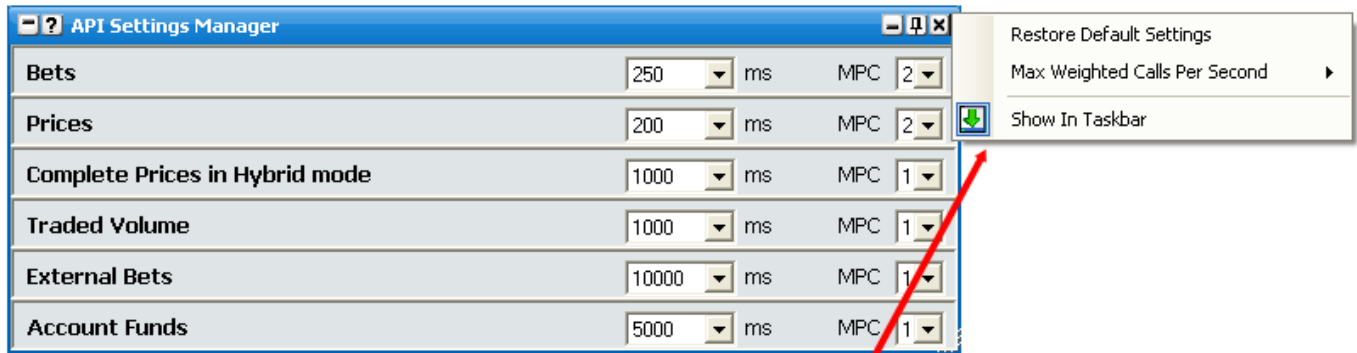 API Settings Manager
Bets 250 ms MPC 2
Prices 200 ms MPC 2
Complete Prices in Hybrid mode 1000 ms MPC 1
Traded Volume 1000 ms MPC 1
External Bets 10000 ms MPC 1
Account Funds 5000 ms MPC 1
Restore Default Settings
Max Weighted Calls Per Second
Show In Taskbar